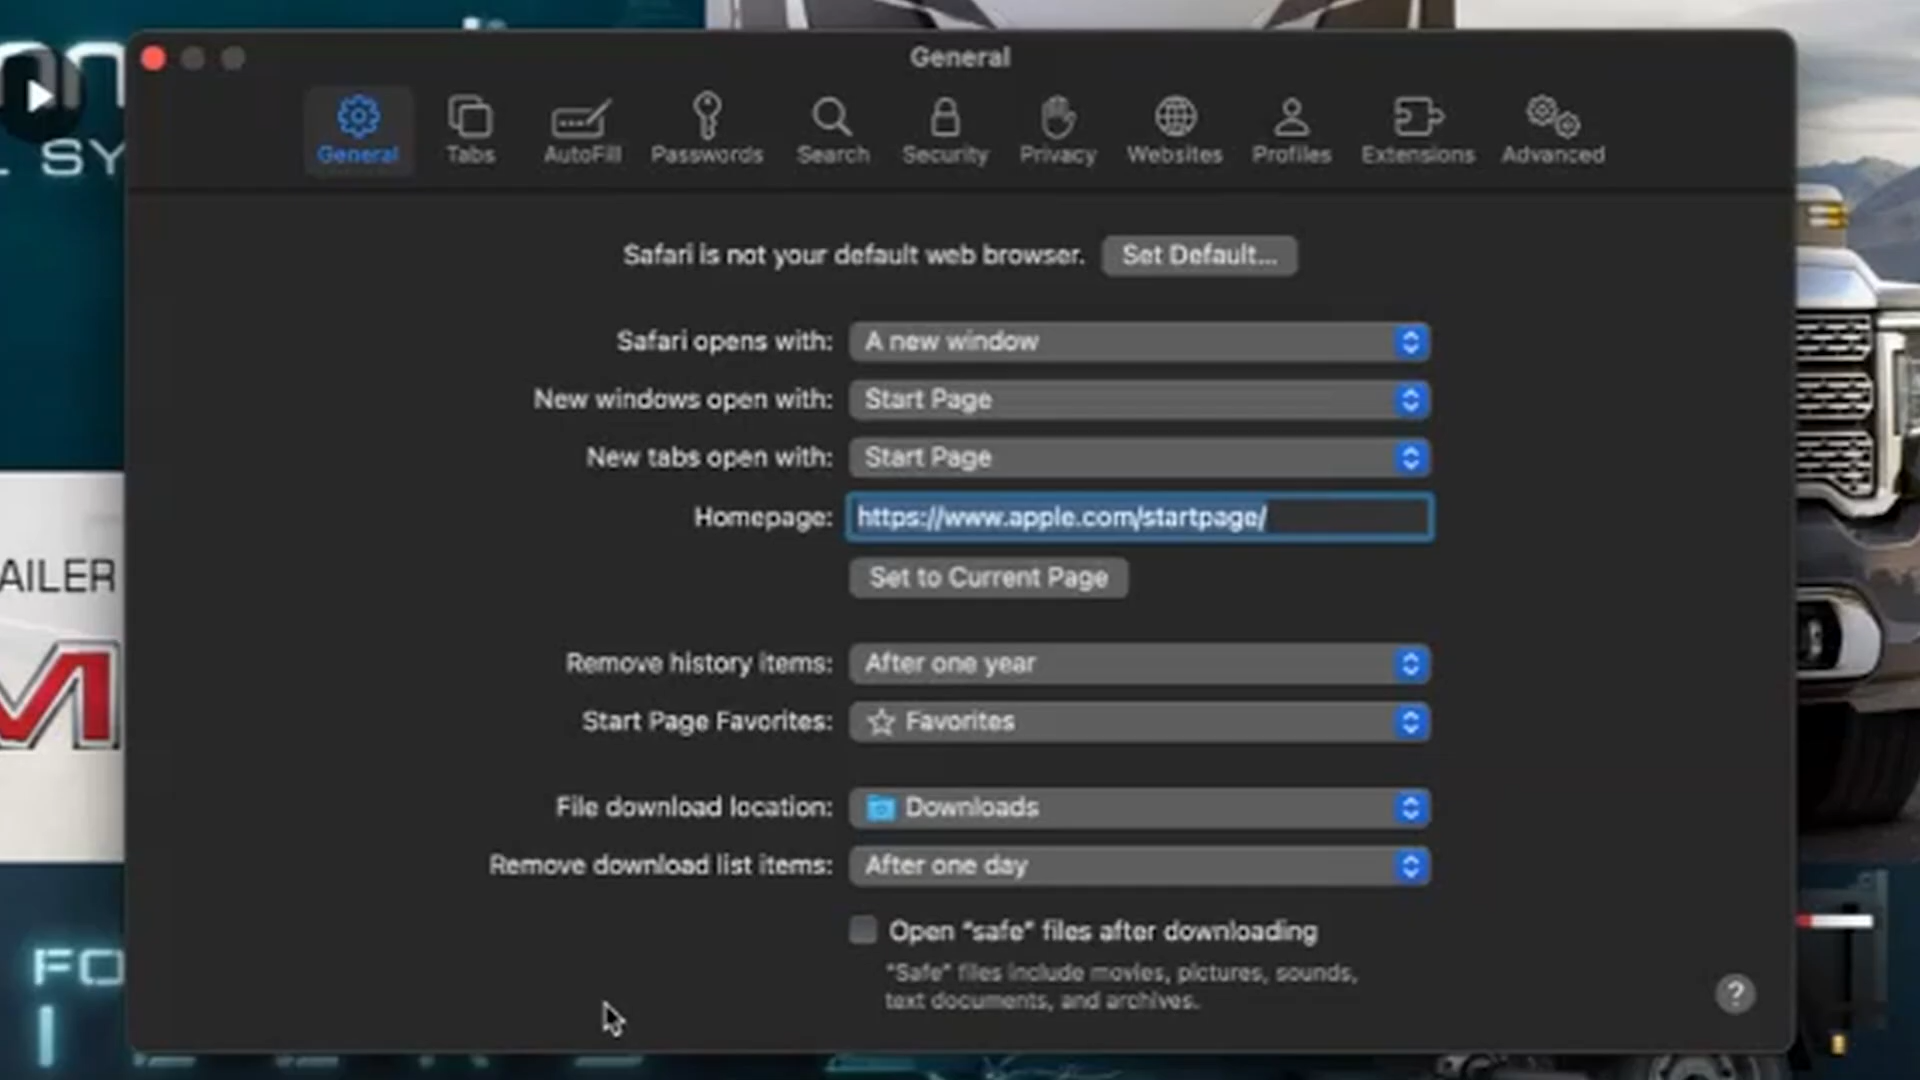 General
General Tabs AutoFill Passwords Search Security Privacy Websites Profiles Extensions Advanced
SY
Safari is not your default web browser. Set Default...
Safari opens with: A new window
New windows open with: Start Page
New tabs open with: Start Page
Homepage: https://www.apple.com/startpage/
Set to Current Page
AILER
Remove history items: After one year
M
Start Page Favorites: Favorites
File download location: Downloads
Remove download list items: After one day
Open "safe" files after downloading
FO
"Safe" files include movies, pictures, sounds,
text documents, and archives.
?